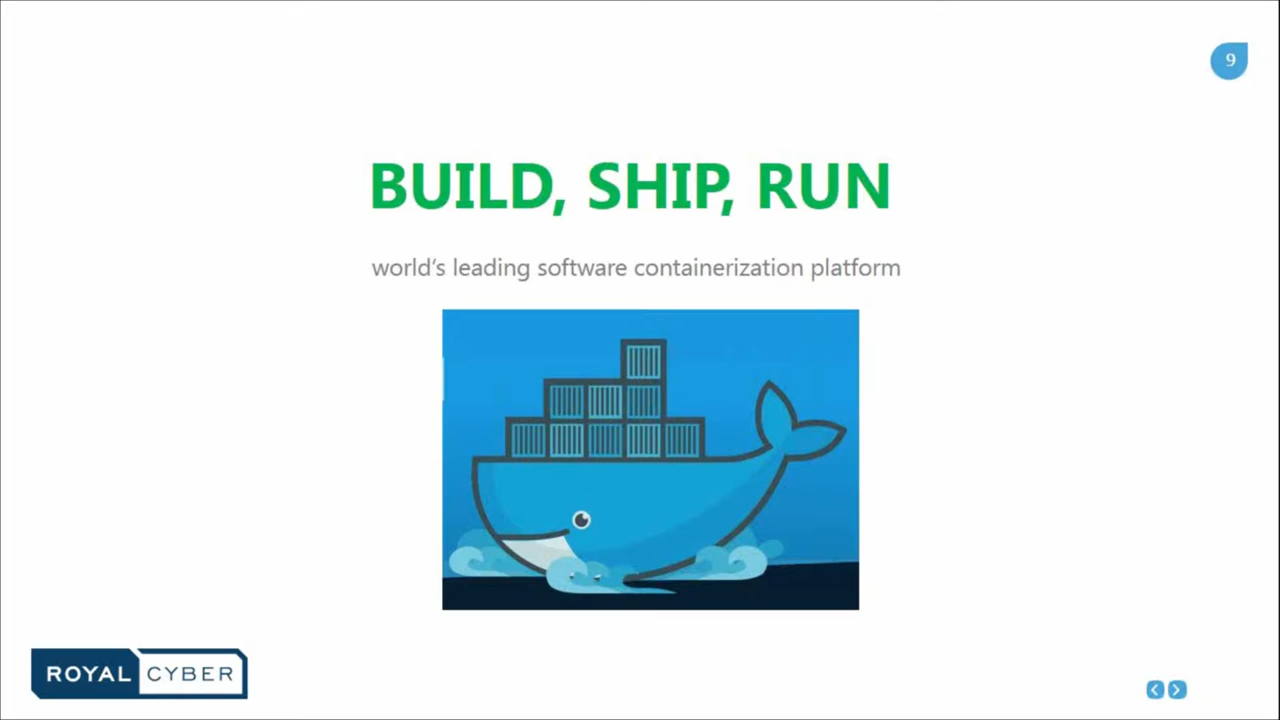 9
BUILD, SHIP, RUN
world's leading software containerization platform
ROYAL CYBER